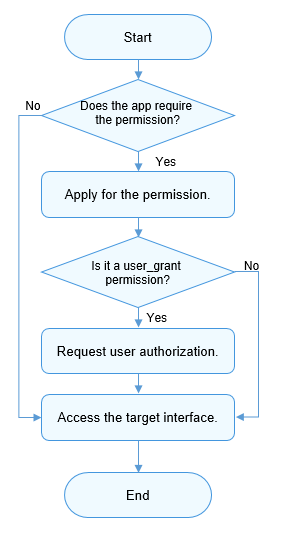 Start
No
Does the app require
the permission?
Yes
Apply for the permission.
Is it a user_grant
permission?
No
Yes
Request user authorization.
Access the target interface.
End